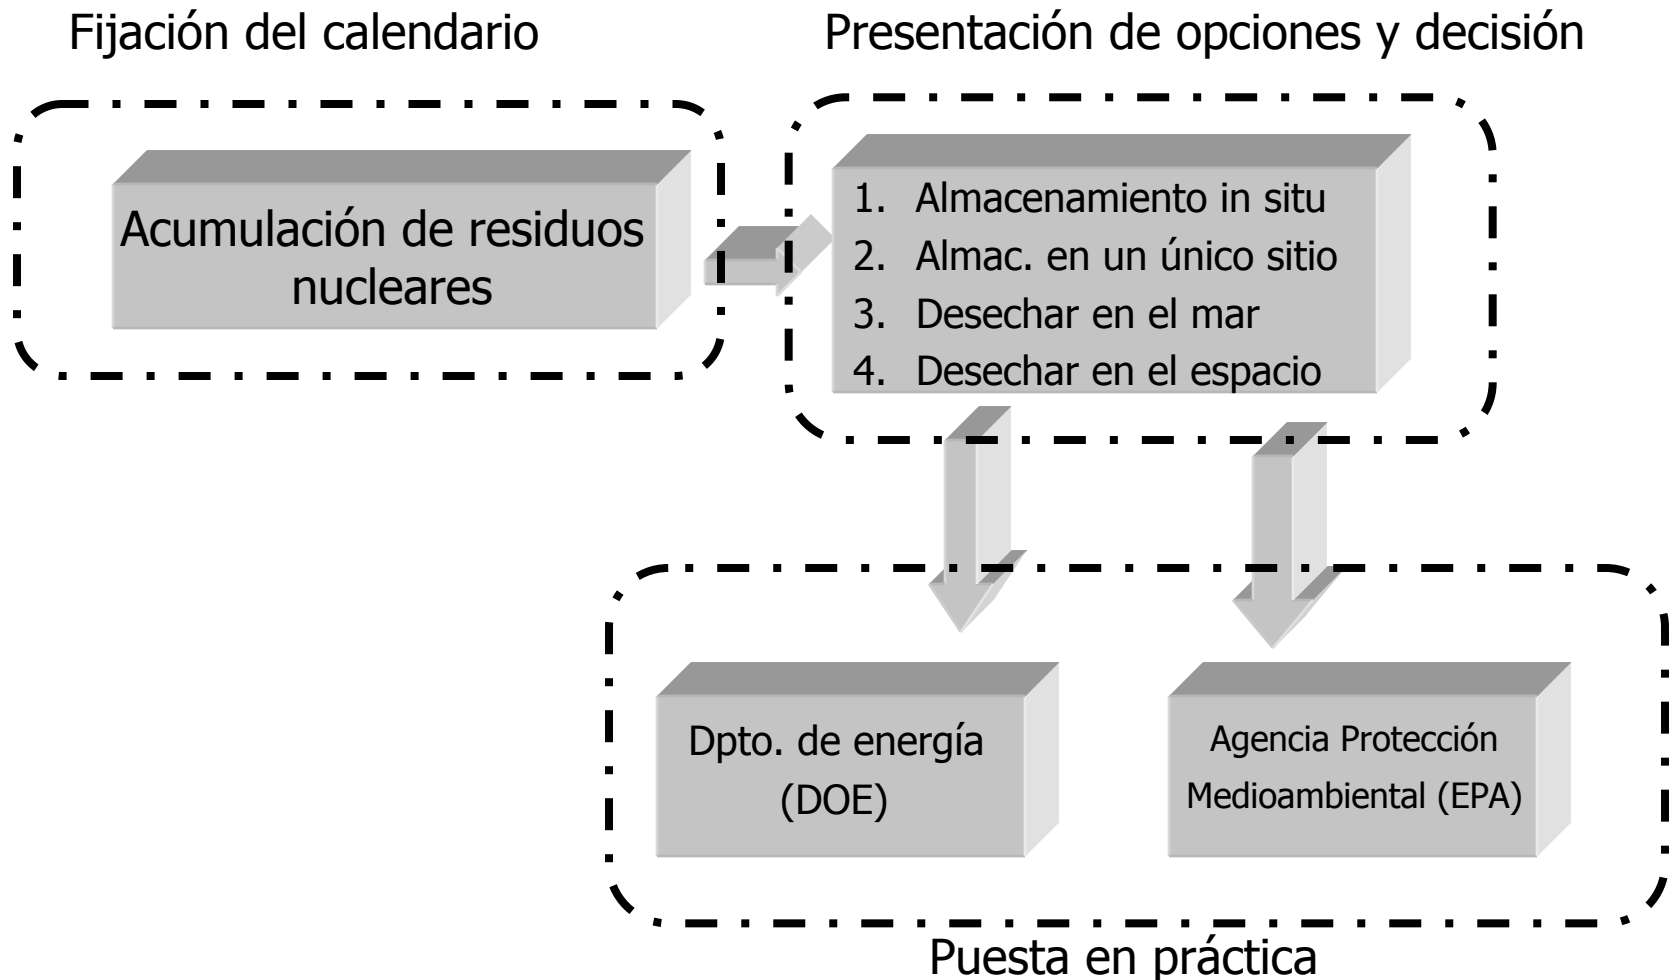 Fijación del calendario
Presentación de opciones y decisión
Acumulación de residuos
nucleares
1. Almacenamiento in situ
2. Almac. en un único sitio
3. Desechar en el mar
4. Desechar en el espacio
Dpto. de energía
(DOE)
Agencia Protección
Medioambiental (EPA)
Puesta en práctica